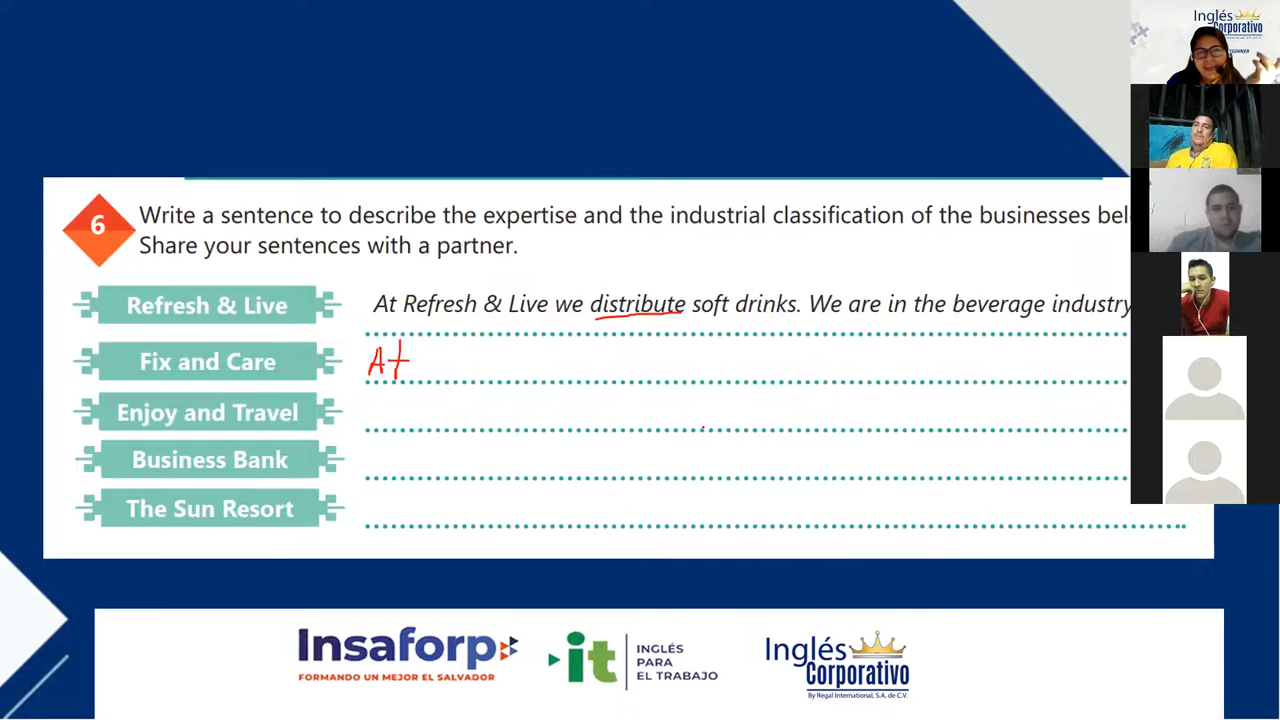 Inglés
Corporativo
6
Write a sentence to describe the expertise and the industrial classification of the businesses bel
Share your sentences with a partner.
Refresh & Live
At Refresh & Live we distribute soft drinks. We are in the beverage industry
Fix and Care
At
Enjoy and Travel
Business Bank
The Sun Resort
Insaforp
FORMANDO UN MEJOR EL SALVADOR
it
INGLÉS
PARA
EL TRABAJO
Inglés
Corporativo
By Regal International, S.A. de C.V.